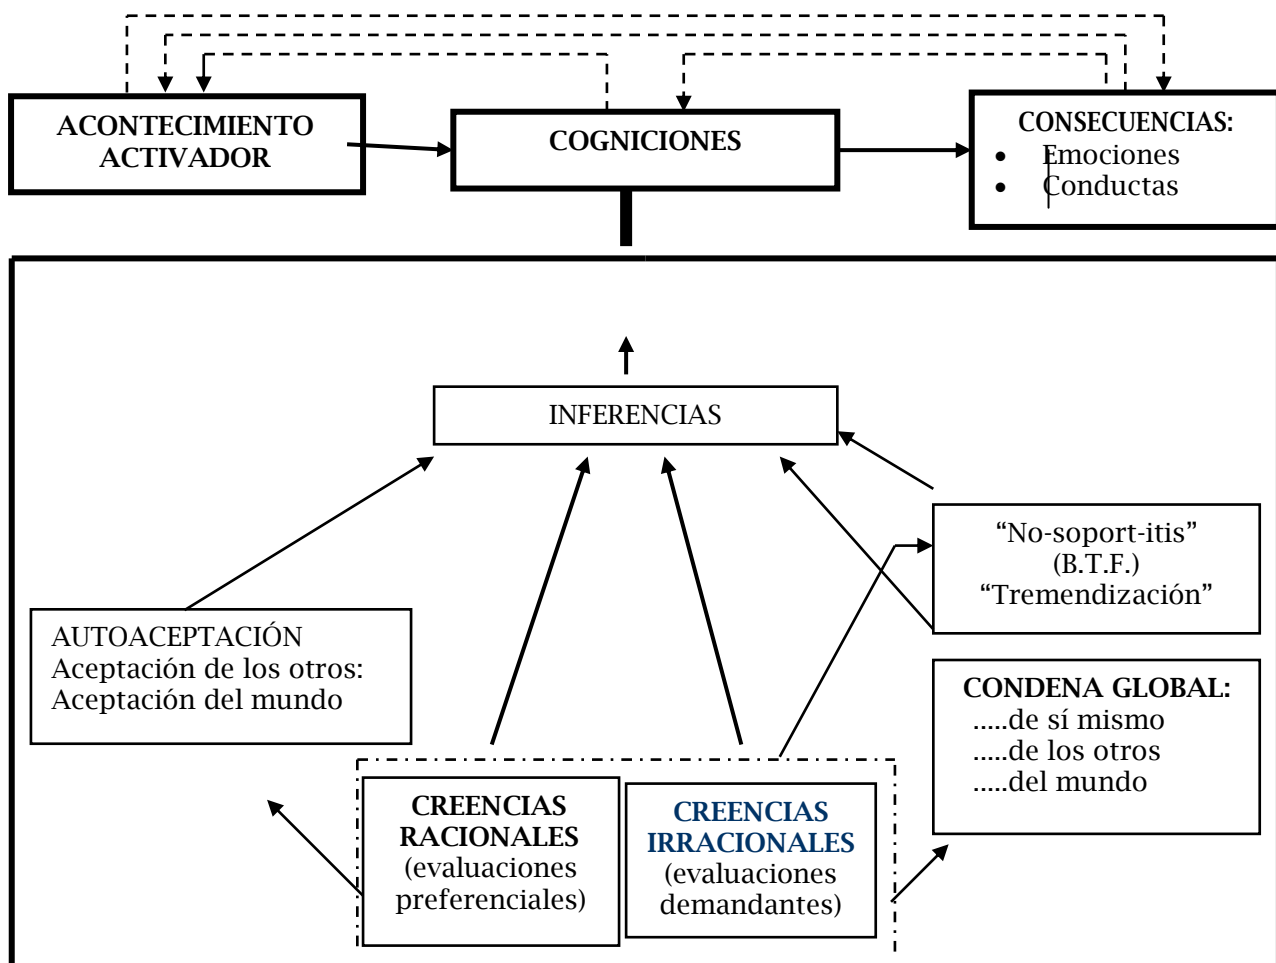 ACONTECIMIENTO
ACTIVADOR
COGNICIONES
CONSECUENCIAS:
• Emociones
• Conductas
INFERENCIAS
“No-soport-itis”
(B.T.F.)
“Tremendización”
AUTOACEPTACIÓN
Aceptación de los otros:
Aceptación del mundo
CONDENA GLOBAL:
.....de sí mismo
.....de los otros
.....del mundo
CREENCIAS
RACIONALES
(evaluaciones
preferenciales)
CREENCIAS
IRRACIONALES
(evaluaciones
demandantes)